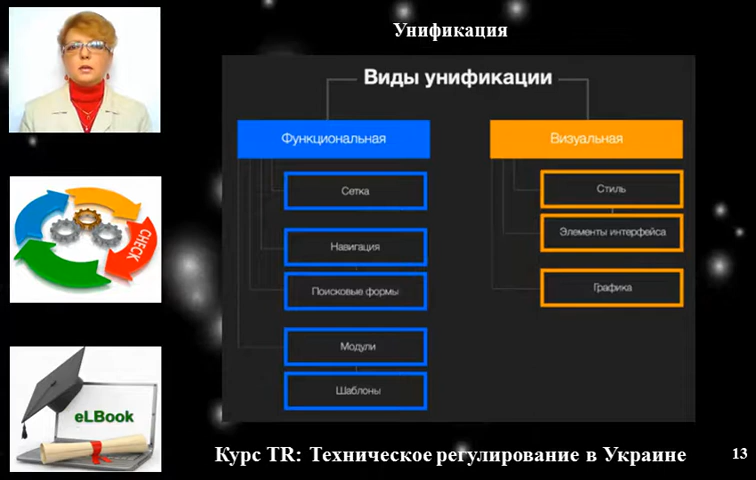 Унификация
Виды унификации
Функциональная
Сетка
Навигация
Поисковые формы
Модули
Шаблоны
Визуальная
Стиль
Элементы интерфейса
Графика
CHECK
eLBook
Курс TR: Техническое регулирование в Украине
13